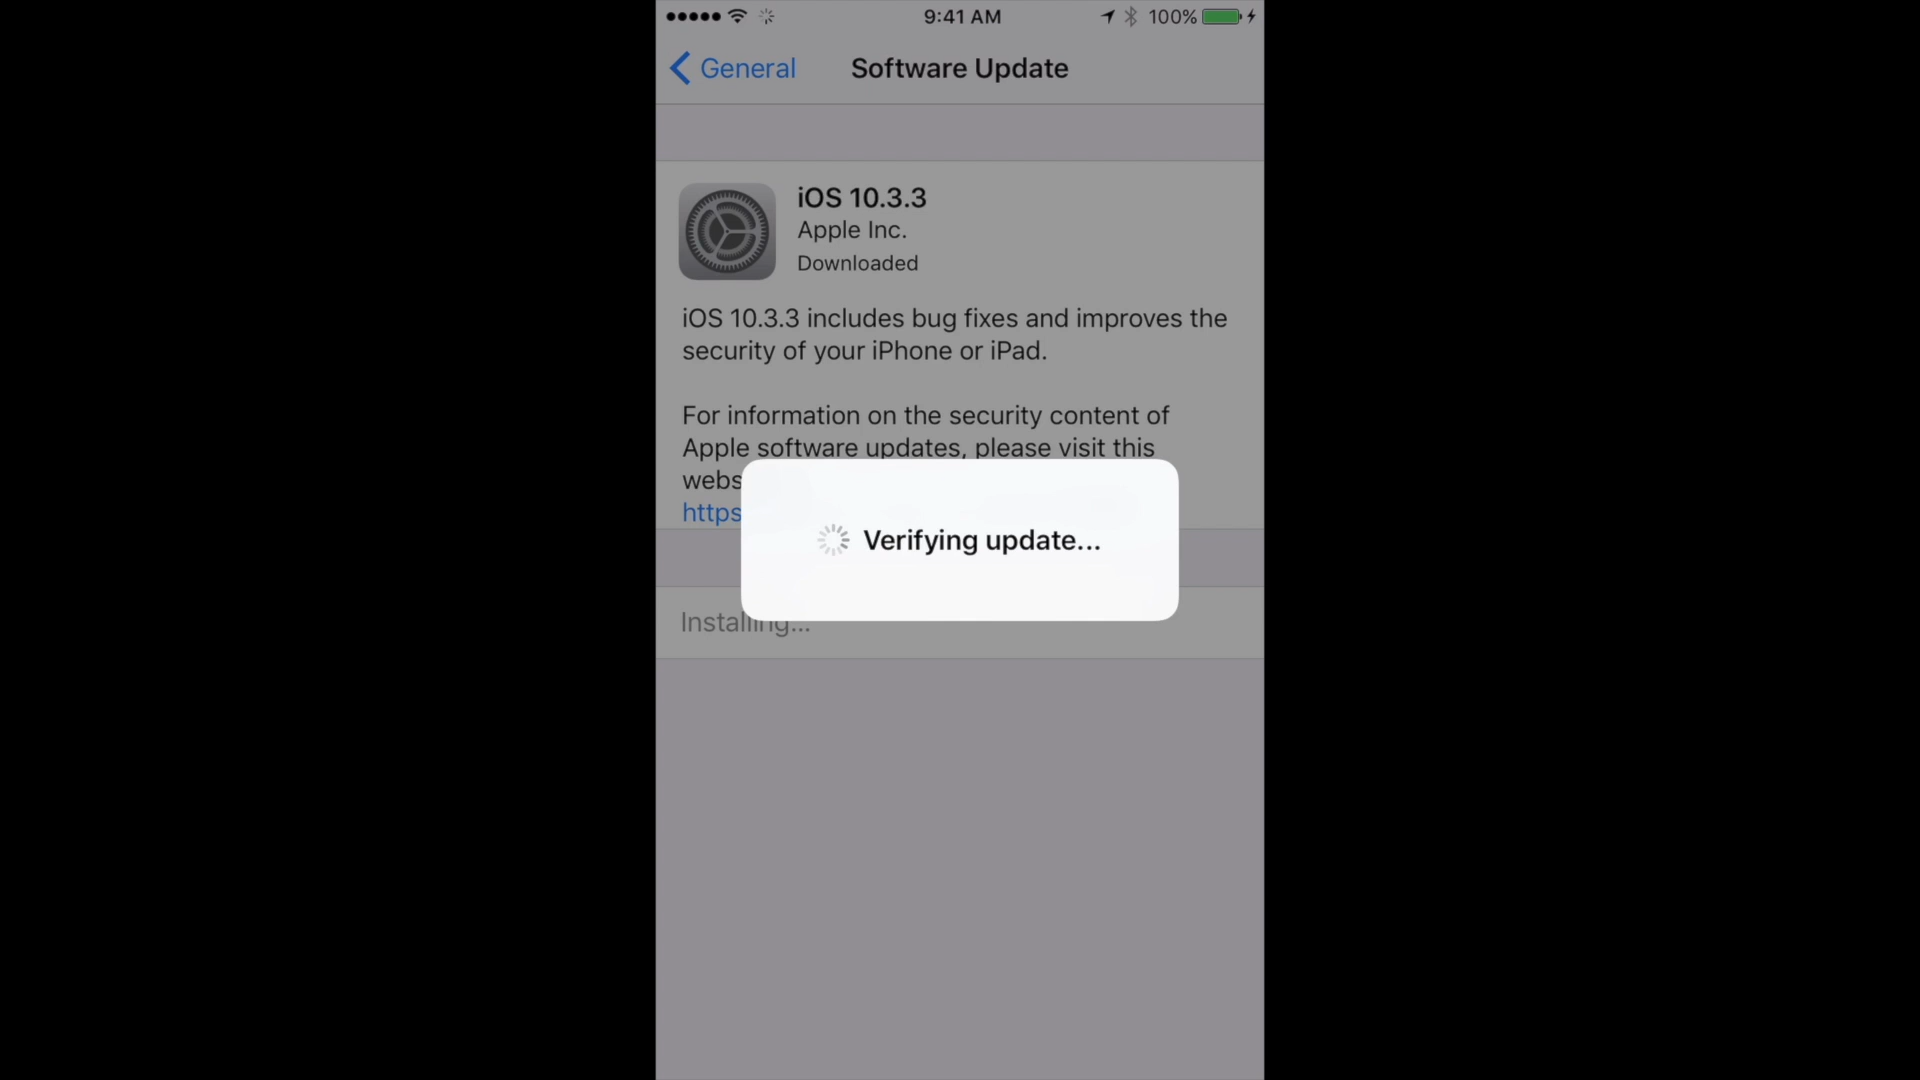 9:41 AM
100%
General
Software Update
iOS 10.3.3
Apple Inc.
Downloaded
iOS 10.3.3 includes bug fixes and improves the
security of your iPhone or iPad.
For information on the security content of
Apple software updates, please visit this
webs
https
Verifying update...
Installing...